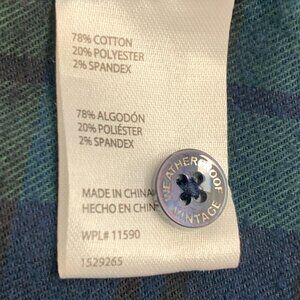 78% COTTON
20% POLYESTER
2% SPANDEX
78% ALGODÓN
20% POLIÉSTER
2% SPANDEX
MADE IN CHINA
HECHO EN CHIN
WPL# 11590
1529265
WEATHERPROOF
VINTAGE